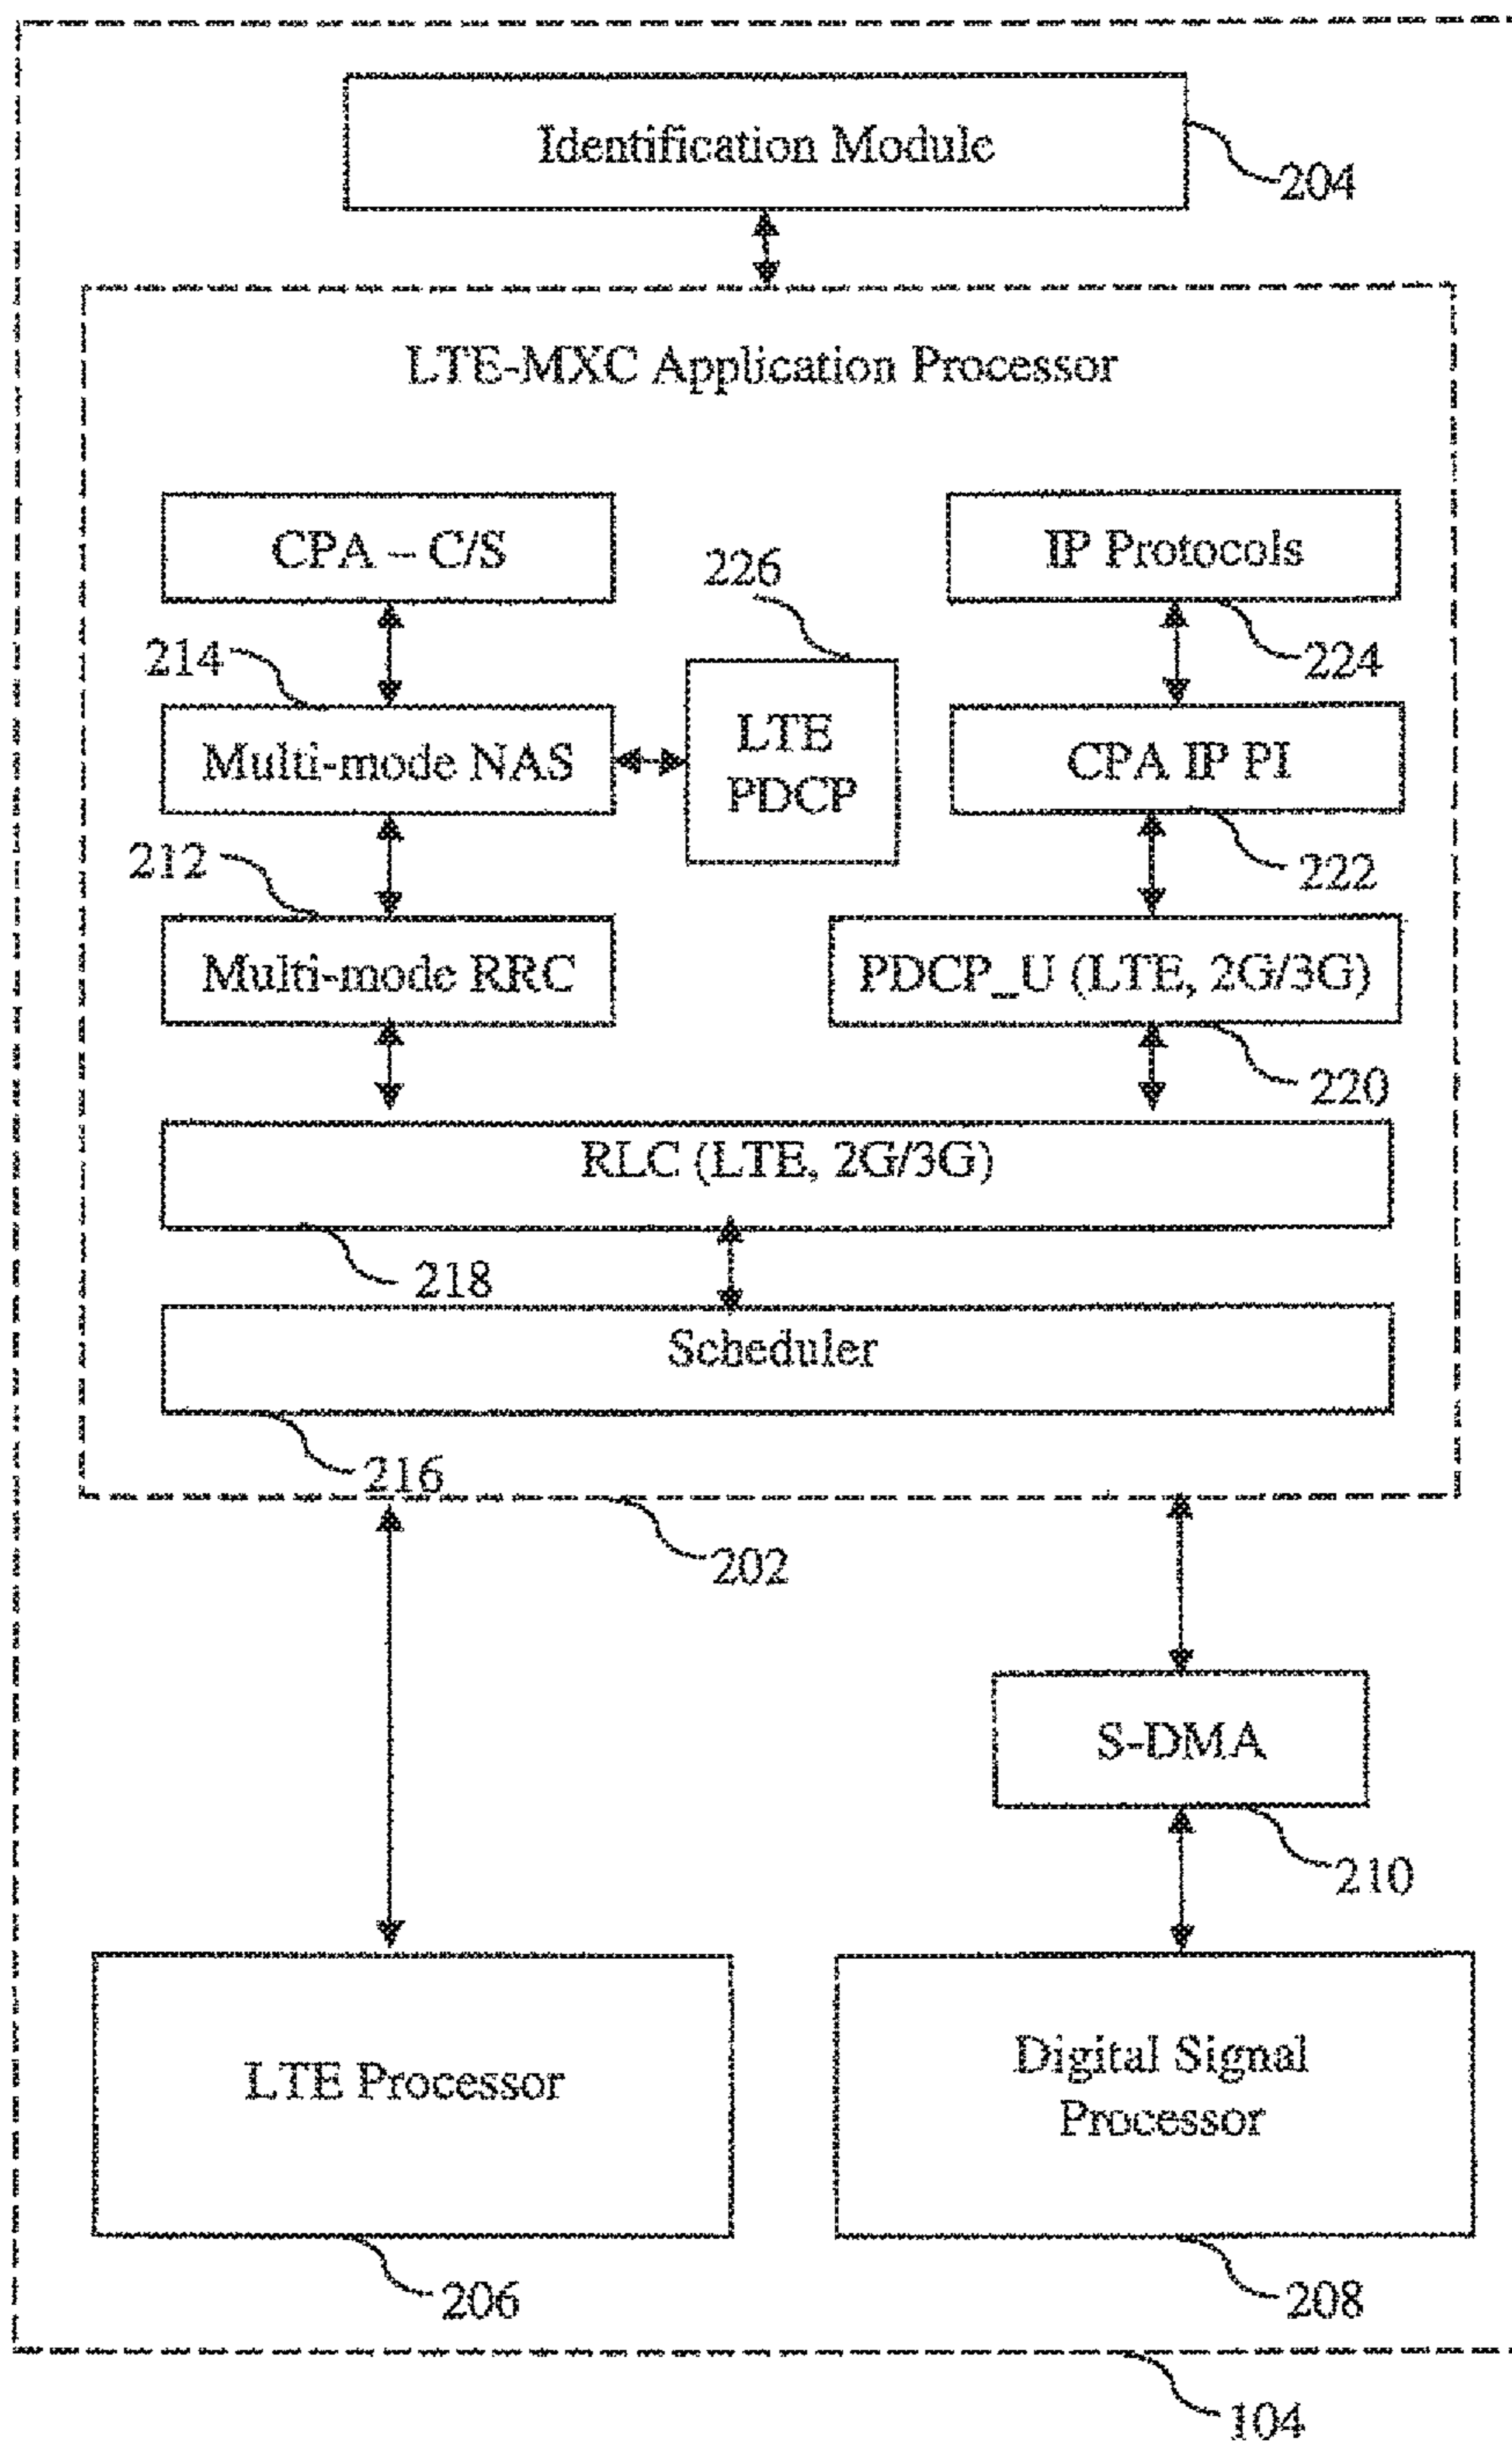 Identification Module
204
LTE-MXC Application Processor
CPA – C/S
IP Protocols
226
214
224
LTE
PDCP
Multi-mode NAS
CPA IP PI
212
222
Multi-mode RRC
PDCP_U (LTE, 2G/3G)
220
RLC (LTE, 2G/3G)
218
Scheduler
216
202
S-DMA
210
LTE Processor
Digital Signal
Processor
206
208
104